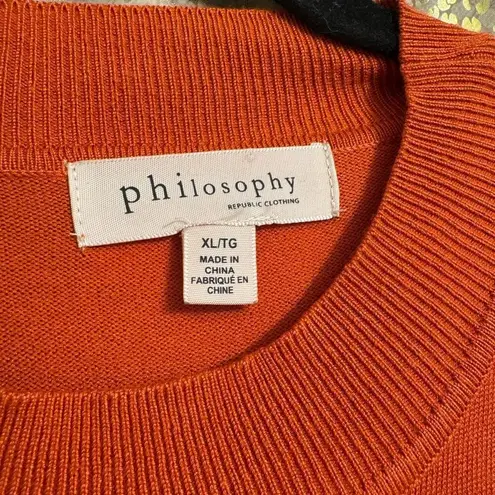 philosophy
REPUBLIC CLOTHING
XL/TG
MADE IN
CHINA
FABRIQUÉ EN
CHINE